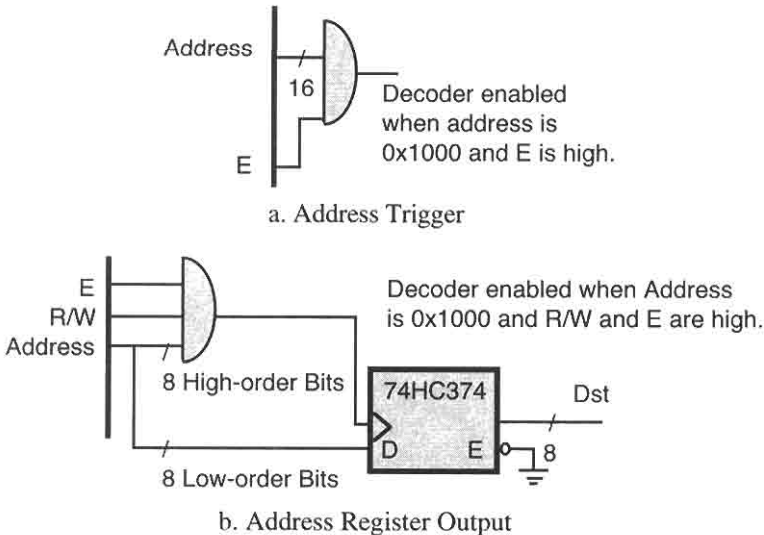 Address
16
E
Decoder enabled
when address is
0x1000 and E is high.
a. Address Trigger
E
R/W
Address
8 High-order Bits
8 Low-order Bits
Decoder enabled when Address
is 0x1000 and R/W and E are high.
74HC374
D
E
Dst
8
b. Address Register Output